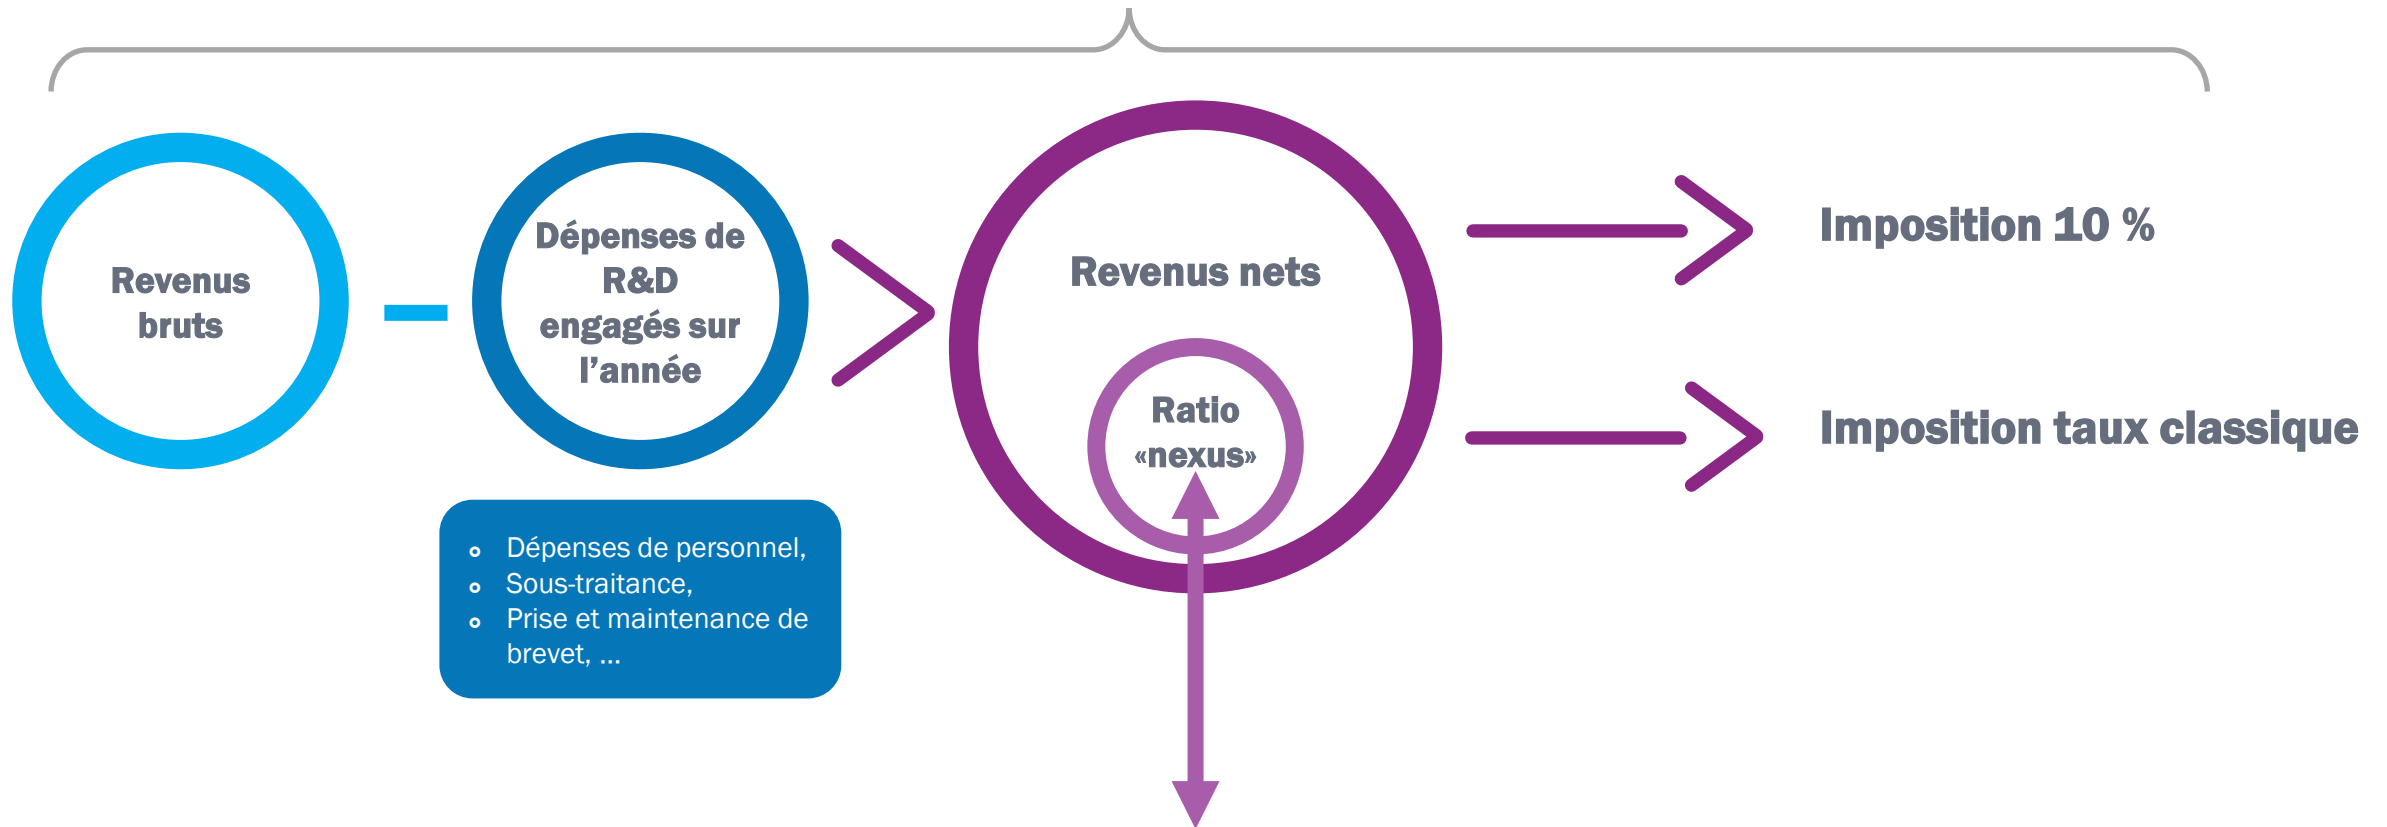 Revenus
bruts
Dépenses de
R&D
engagés sur
l’année
Dépenses de personnel,
Sous-traitance,
Prise et maintenance de
brevet, ...
Revenus nets
Ratio
«nexus»
Imposition 10 %
Imposition taux classique